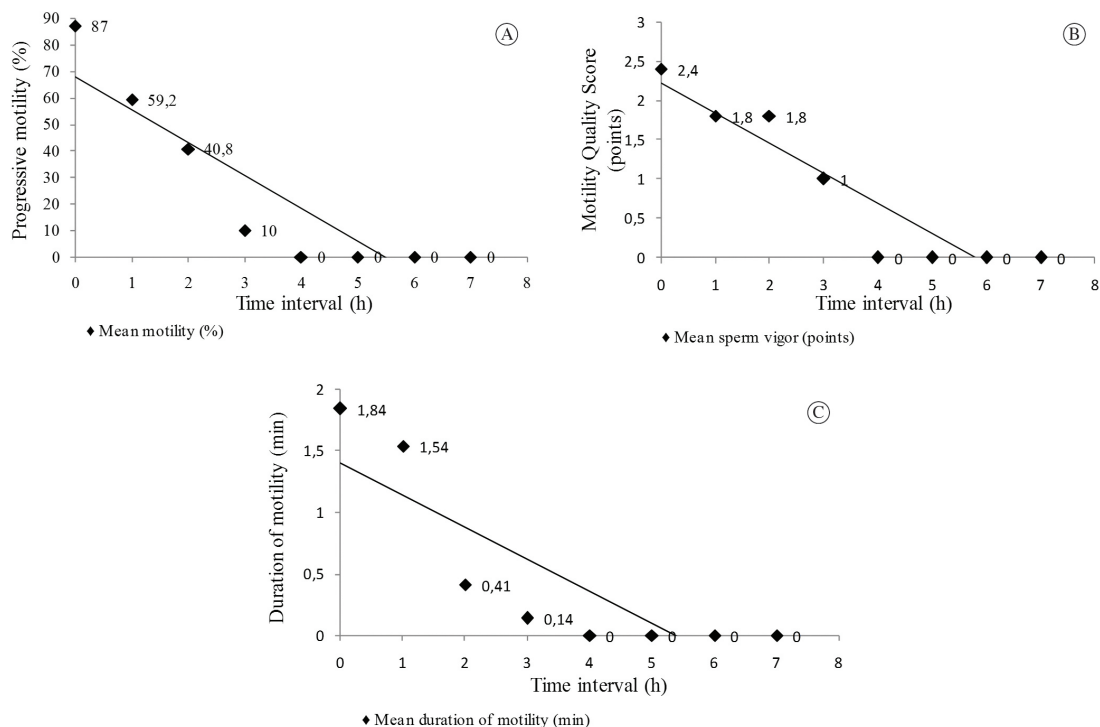 A
Progressive motility (%)
90
80
70
60
50
40
30
20
10
0
87
59,2
40,8
10
0
0
0
0
0 1 2 3 4 5 6 7 8
Time interval (h)
♦ Mean motility (%)
B
Motility Quality Score
(points)
3
2,5
2
1,5
1
0,5
0
2,4
1,8
1,8
1
0
0
0
0
0 1 2 3 4 5 6 7 8
Time interval (h)
♦ Mean sperm vigor (points)
C
Duration of motility (min)
2
1,5
1
0,5
0
1,84
1,54
0,41
0,14
0
0
0
0
0 1 2 3 4 5 6 7 8
Time interval (h)
♦ Mean duration of motility (min)